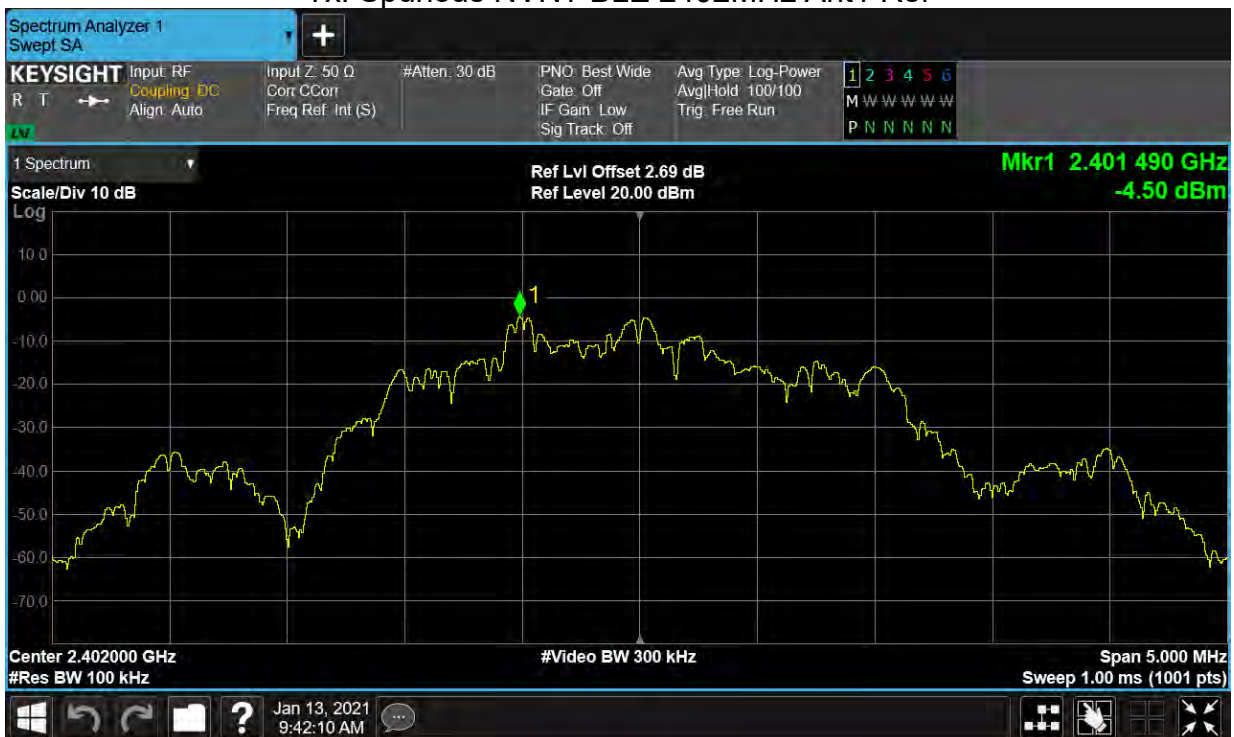 Spectrum Analyzer 1
Swept SA
+
KEYSIGHT Input: RF Input Z: 50 Ω #Atten: 30 dB PNO: Best Wide Avg Type: Log-Power 1 2 3 4 5 6
R T Coupling: DC Corr CCorr Gate: Off Avg|Hold: 100/100 M W W W W W W
Align: Auto Freq Ref: Int (S) IF Gain: Low Trig: Free Run
Sig Track: Off P N N N N N N
LXI
1 Spectrum Ref Lvl Offset 2.69 dB Mkr1 2.401 490 GHz
Scale/Div 10 dB Ref Level 20.00 dBm -4.50 dBm
Log
10.0
0.00
1
-10.0
-20.0
-30.0
-40.0
-50.0
-60.0
-70.0
Center 2.402000 GHz #Video BW 300 kHz Span 5.000 MHz
#Res BW 100 kHz Sweep 1.00 ms (1001 pts)
? Jan 13, 2021
9:42:10 AM